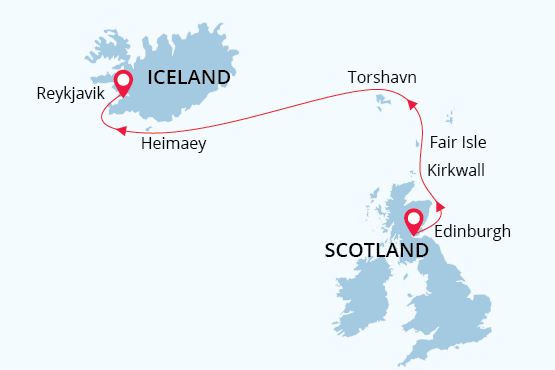 ICELAND
Reykjavik
Torshavn
Heimaey
Fair Isle
Kirkwall
Edinburgh
SCOTLAND